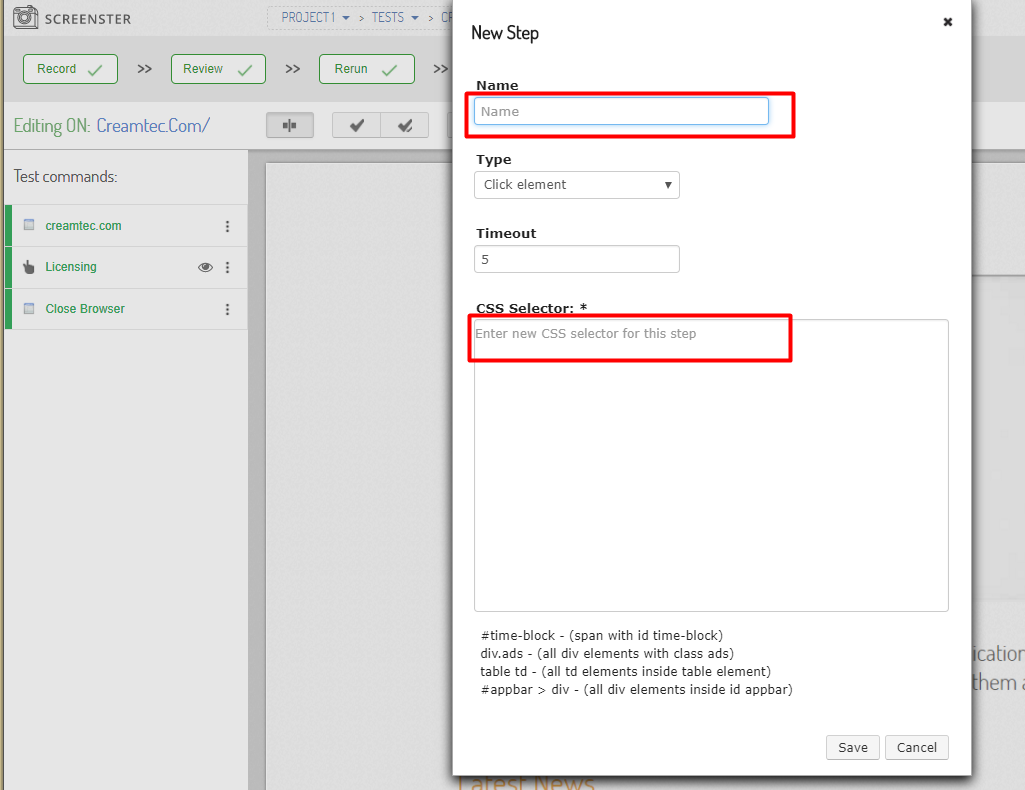 SCREENSTER
PROJECT1 > TESTS >
Record >> Review >> Rerun >>
Editing ON: Creamtec.Com/
Test commands:
creamtec.com
Licensing
Close Browser
New Step
Name
Name
Type
Click element
Timeout
5
CSS Selector: *
Enter new CSS selector for this step
#time-block - (span with id time-block)
div.ads - (all div elements with class ads)
table td - (all td elements inside table element)
#appbar > div - (all div elements inside id appbar)
Save Cancel
them
Latest News